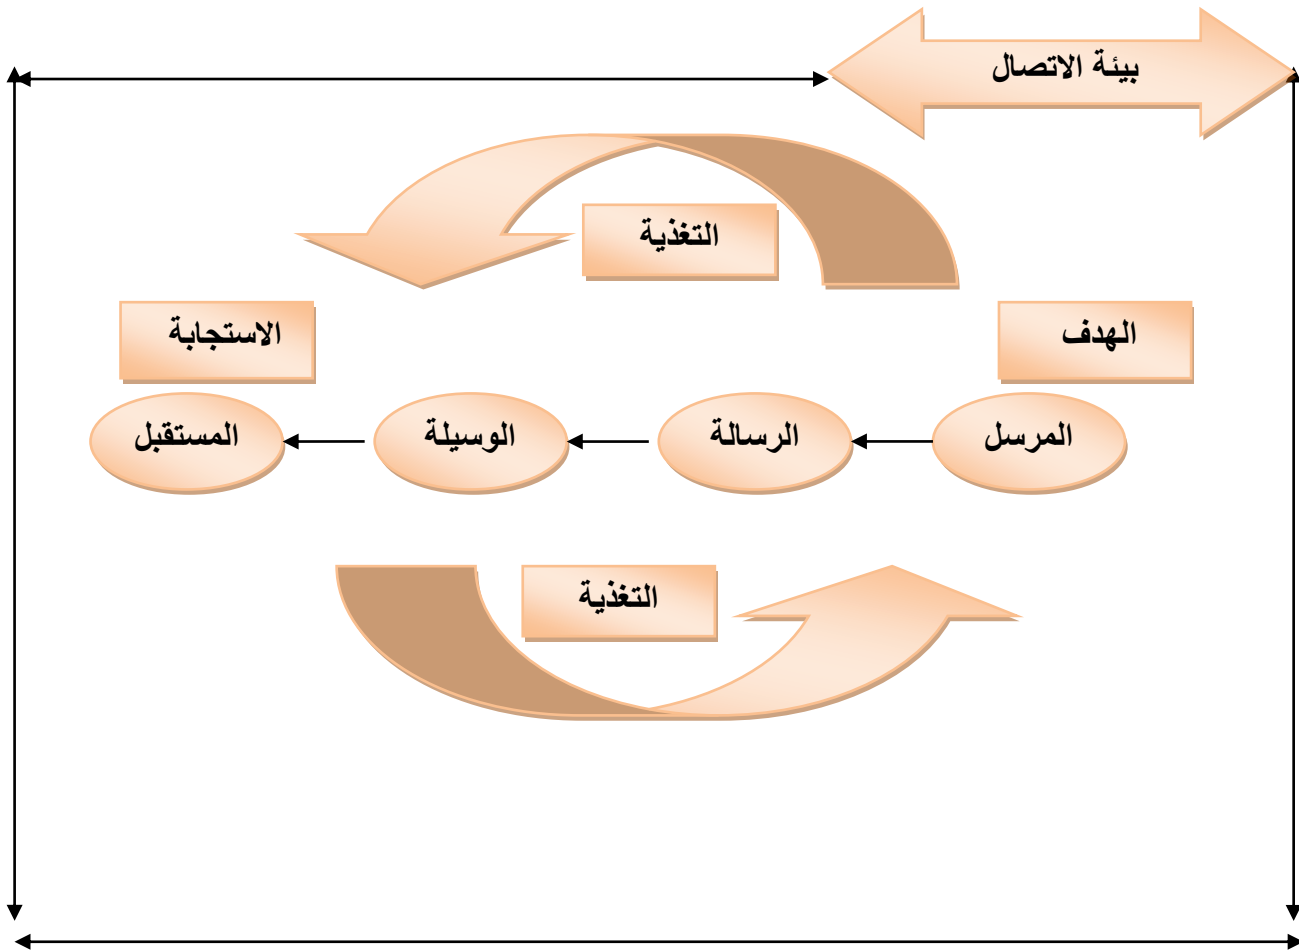 بيئة الاتصال
التغذية
الهدف
الاستجابة
المرسل
الرسالة
الوسيلة
المستقبل
التغذية